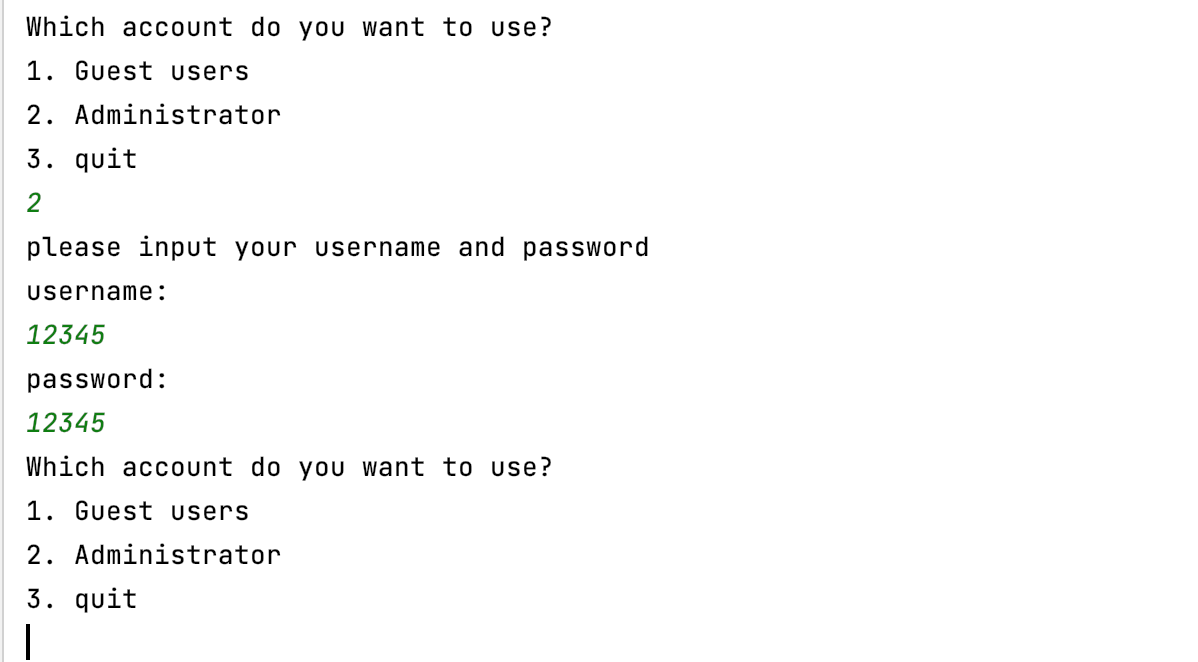 Which account do you want to use?
1. Guest users
2. Administrator
3. quit
2
please input your username and password
username:
12345
password:
12345
Which account do you want to use?
1. Guest users
2. Administrator
3. quit